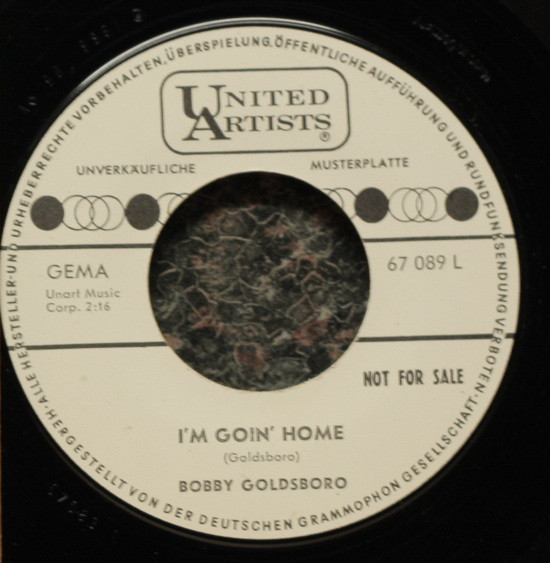 ALLE HERSTELLER-UND URHEBERRECHTE VORBEHALTEN, ÜBERSPIELUNG, ÖFFENTLICHE AUFFÜHRUNG UND RUNDFUNKSENDUNG VERBOTEN·
UNITED
ARTISTS®
UNVERKÄUFLICHE MUSTERPLATTE
GEMA 67 089 L
Unart Music
Corp. 2:16
NOT FOR SALE
I'M GOIN' HOME
(Goldsboro)
BOBBY GOLDSBORO
HERGESTELLT VON DER DEUTSCHEN GRAMMOPHON GESELLSCHAFT·